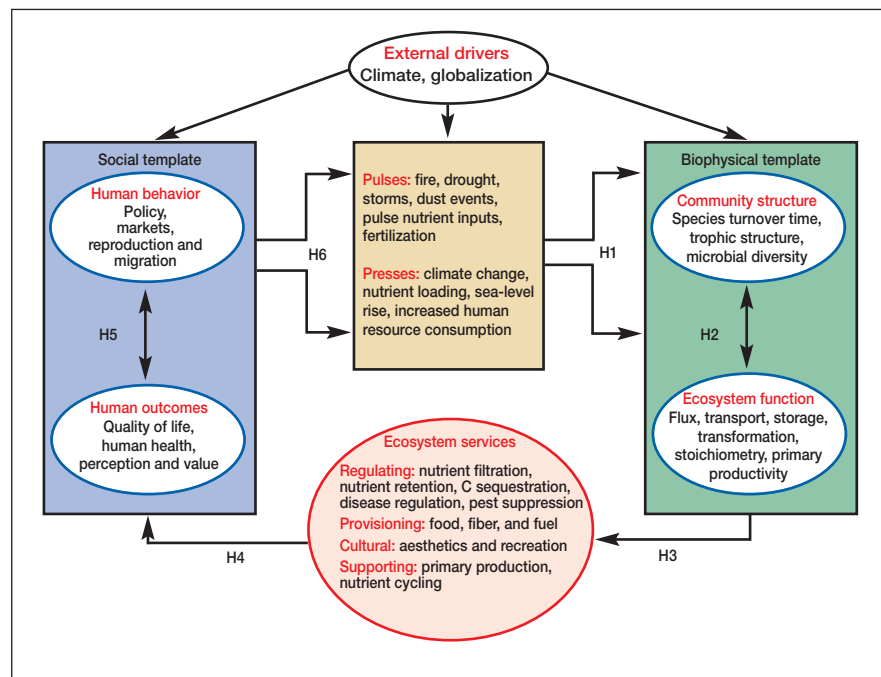 External drivers
Climate, globalization
Social template
Human behavior
Policy,
markets,
reproduction and
migration
H5
Human outcomes
Quality of life,
human health,
perception and value
H6
Pulses: fire, drought,
storms, dust events,
pulse nutrient inputs,
fertilization
Presses: climate change,
nutrient loading, sea-level
rise, increased human
resource consumption
H1
Biophysical template
Community structure
Species turnover time,
trophic structure,
microbial diversity
H2
Ecosystem function
Flux, transport, storage,
transformation,
stoichiometry, primary
productivity
Ecosystem services
Regulating: nutrient filtration,
nutrient retention, C sequestration,
disease regulation, pest suppression
Provisioning: food, fiber, and fuel
Cultural: aesthetics and recreation
Supporting: primary production,
nutrient cycling
H4
H3